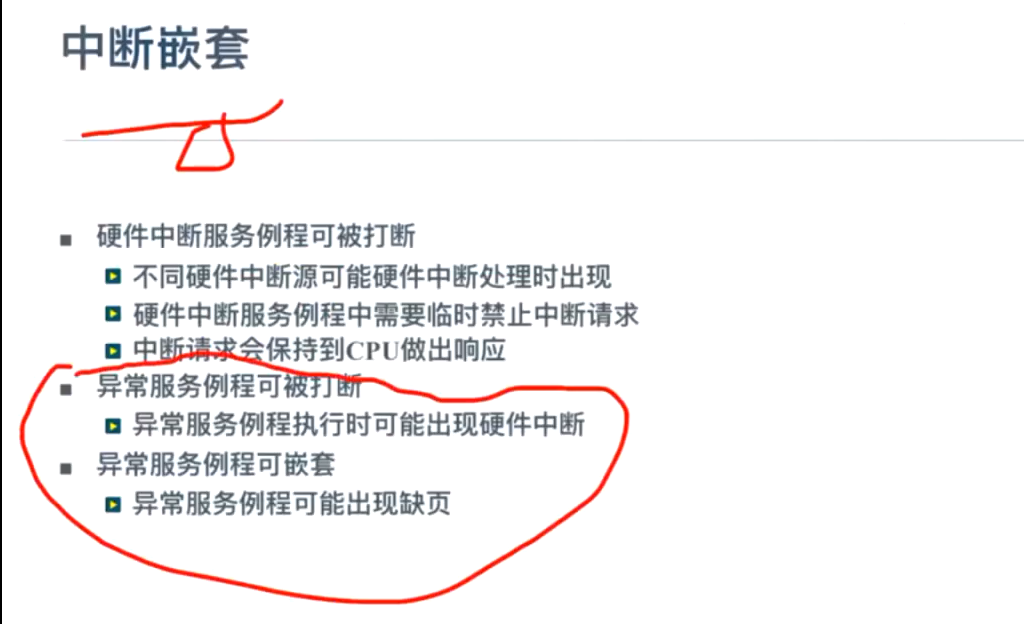 中断嵌套
硬件中断服务例程可被打断
不同硬件中断源可能硬件中断处理时出现
硬件中断服务例程中需要临时禁止中断请求
中断请求会保持到CPU做出响应
异常服务例程可被打断
异常服务例程执行时可能出现硬件中断
异常服务例程可嵌套
异常服务例程可能出现缺页